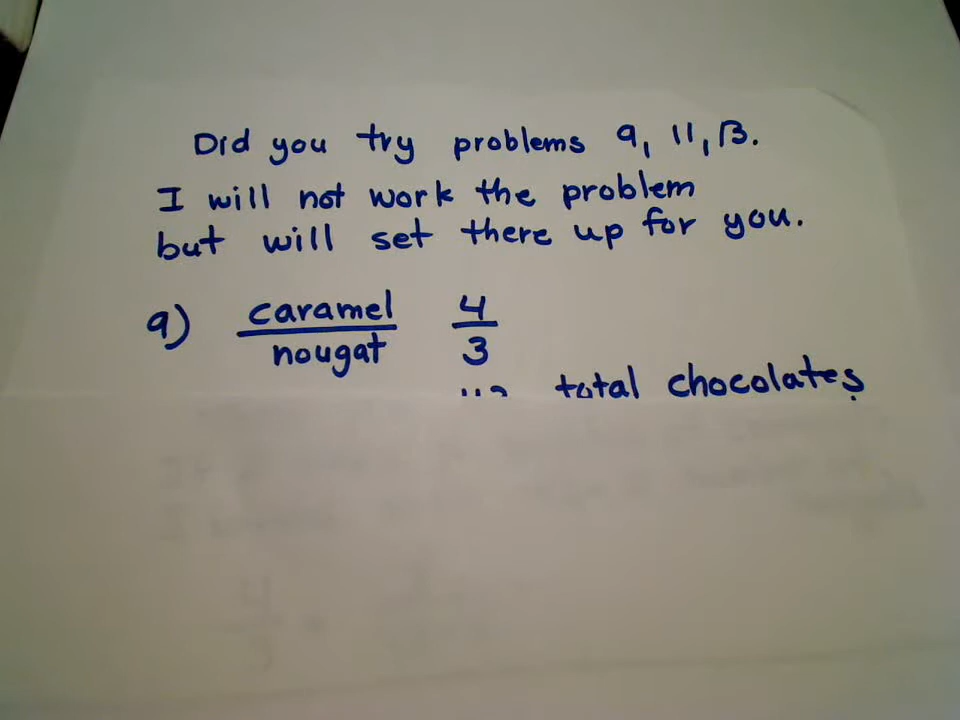 Did you try problems 9, 11, 13.
I will not work the problem
but will set there up for you.
9) caramel 4
nougat 3
total chocolates